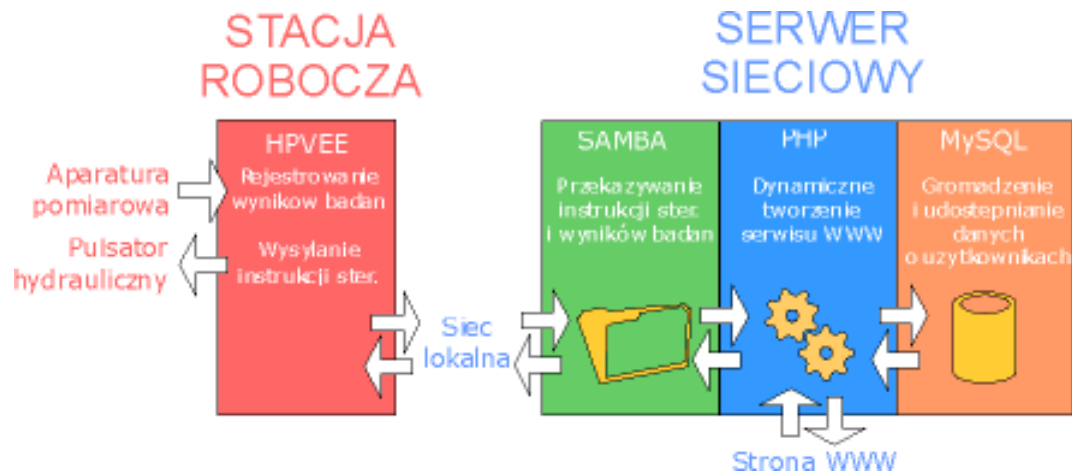 STACJA
ROBOCZA
SERWER
SIECIOWY
Aparatura
pomiarowa
Pulsator
hydrauliczny
HPVEE
Rejestrowanie
wynikow badan
Wysylanie
instrukcji ster.
Siec
lokalna
SAMBA
Przekazywanie
instrukcji ster.
i wyników badan
PHP
Dynamiczne
tworzenie
serwisu WWW
MySQL
Gromadzenie
i udostepnianie
danych
o uzytkownikach
Strona WWW